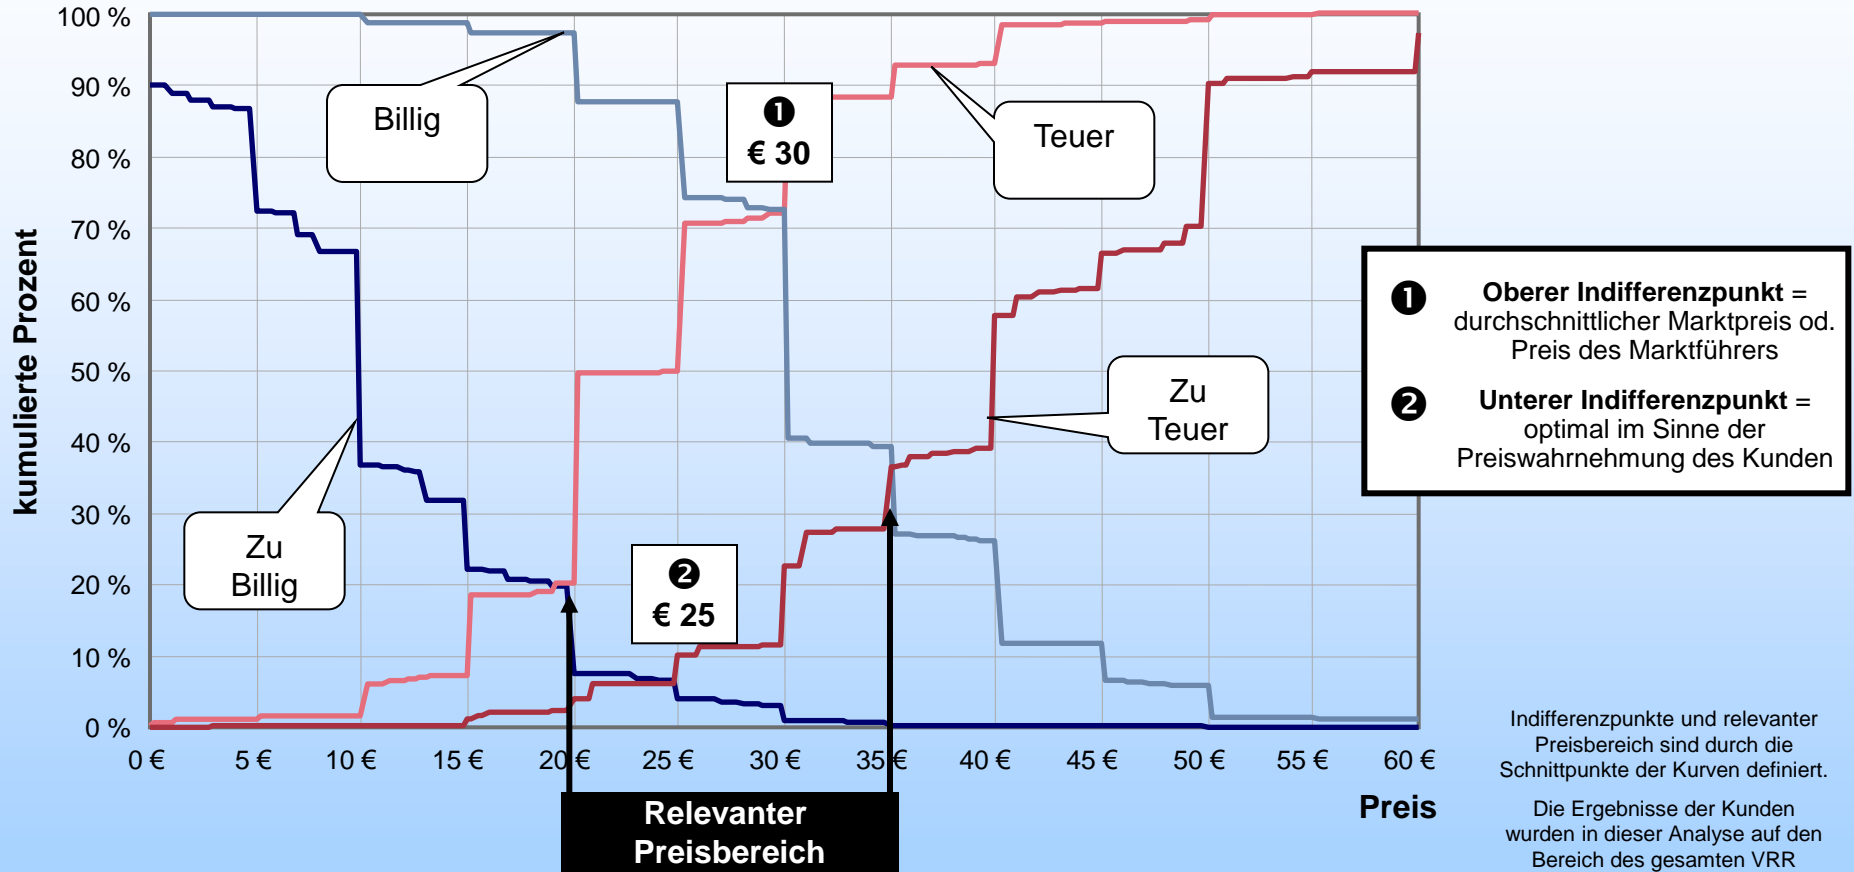 100 %
90 %
80 %
70 %
60 %
50 %
40 %
30 %
20 %
10 %
0 %
kumulierte Prozent
0 €
5 €
10 €
15 €
20 €
25 €
30 €
35 €
40 €
45 €
50 €
55 €
60 €
Preis
Billig
Zu
Billig
❶
€ 30
❷
€ 25
Teuer
Zu
Teuer
Relevanter
Preisbereich
❶ Oberer Indifferenzpunkt =
durchschnittlicher Marktpreis od.
Preis des Marktführers
❷ Unterer Indifferenzpunkt =
optimal im Sinne der
Preiswahrnehmung des Kunden
Indifferenzpunkte und relevanter
Preisbereich sind durch die
Schnittpunkte der Kurven definiert.
Die Ergebnisse der Kunden
wurden in dieser Analyse auf den
Bereich des gesamten VRR